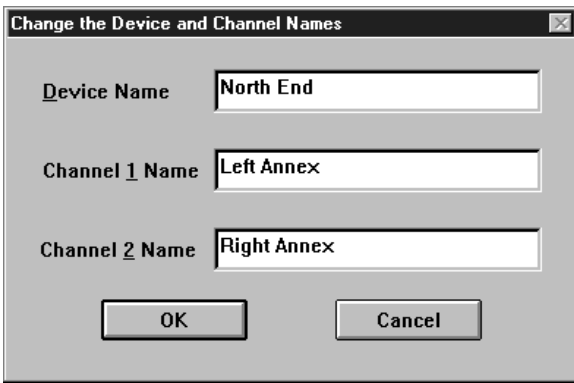 Change the Device and Channel Names
Device Name North End
Channel 1 Name Left Annex
Channel 2 Name Right Annex
OK Cancel